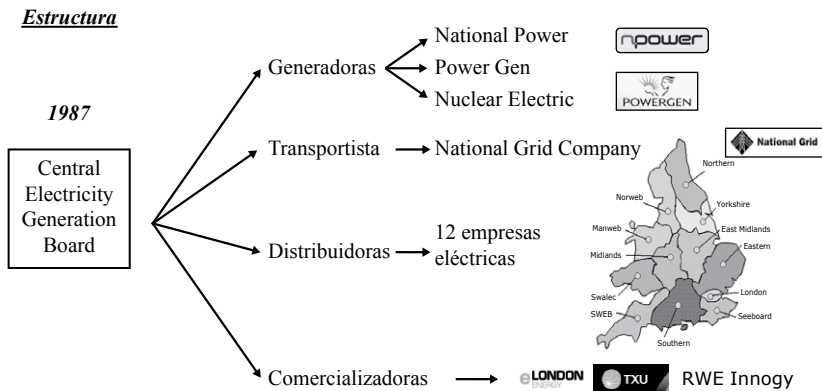 Estructura
1987
Central
Electricity
Generation
Board
Generadoras
National Power
Power Gen
Nuclear Electric
npower
POWERGEN
Transportista
National Grid Company
National Grid
Distribuidoras
12 empresas
eléctricas
Northern
Norweb
Yorkshire
Manweb
East Midlands
Midlands
Eastern
Swalec
London
SWEB
Seeboard
Southern
Comercializadoras
eLONDON
ENERGY
TXU
RWE Innogy